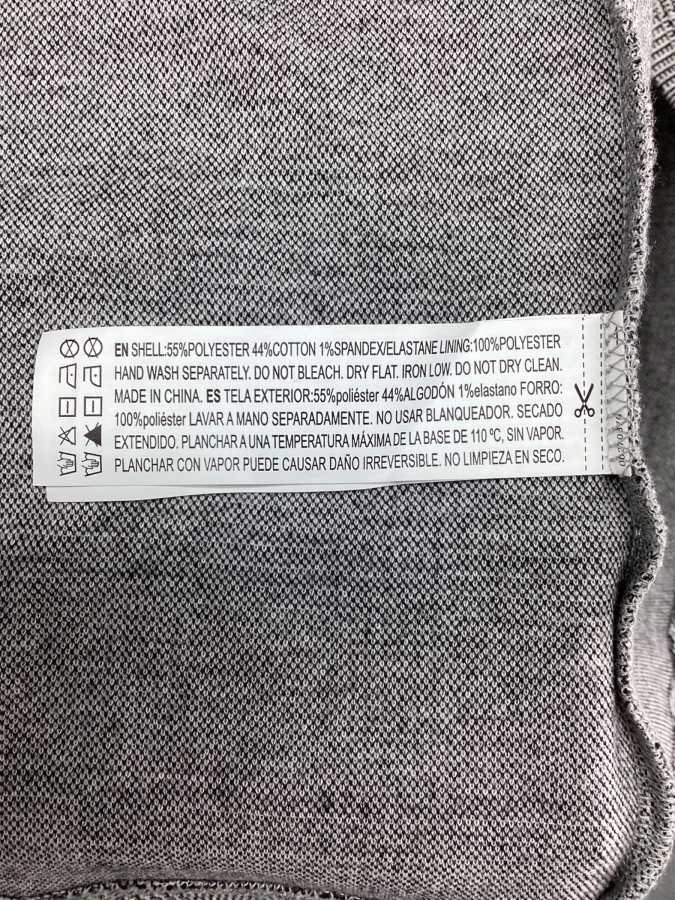 EN SHELL:55%POLYESTER 44%COTTON 1%SPANDEX/ELASTANE LINING:100%POLYESTER
HAND WASH SEPARATELY. DO NOT BLEACH. DRY FLAT. IRON LOW. DO NOT DRY CLEAN.
MADE IN CHINA. ES TELA EXTERIOR:55%poliéster 44%ALGODÓN 1%elastano FORRO:
100%poliéster LAVAR A MANO SEPARADAMENTE. NO USAR BLANQUEADOR. SECADO
EXTENDIDO. PLANCHAR A UNA TEMPERATURA MÁXIMA DE LA BASE DE 110 ºC, SIN VAPOR.
PLANCHAR CON VAPOR PUEDE CAUSAR DAÑO IRREVERSIBLE. NO LIMPIEZA EN SECO.